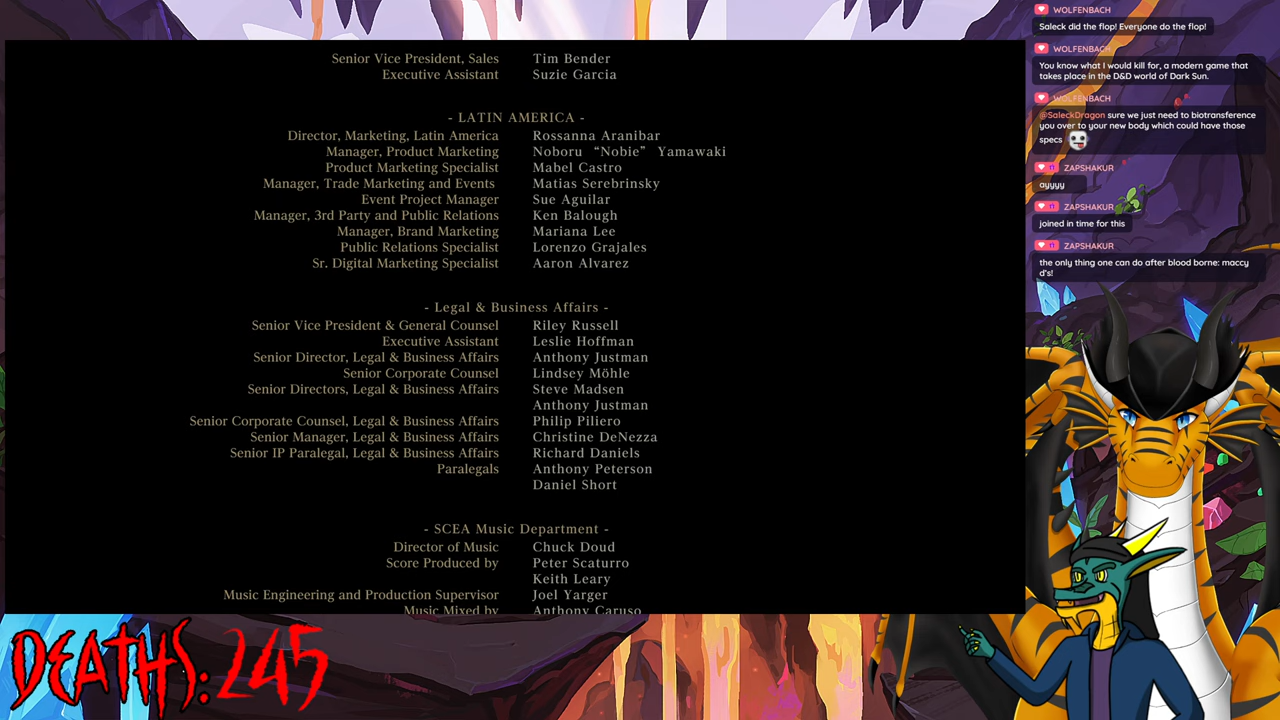 Senior Vice President, Sales Tim Bender
Executive Assistant Suzie Garcia
- LATIN AMERICA -
Director, Marketing, Latin America Rossanna Aranibar
Manager, Product Marketing Noboru “Nobie” Yamawaki
Product Marketing Specialist Mabel Castro
Manager, Trade Marketing and Events Matias Serebrinsky
Event Project Manager Sue Aguilar
Manager, 3rd Party and Public Relations Ken Balough
Manager, Brand Marketing Mariana Lee
Public Relations Specialist Lorenzo Grajales
Sr. Digital Marketing Specialist Aaron Alvarez
- Legal & Business Affairs -
Senior Vice President & General Counsel Riley Russell
Executive Assistant Leslie Hoffman
Senior Director, Legal & Business Affairs Anthony Justman
Senior Corporate Counsel Lindsey Möhle
Senior Directors, Legal & Business Affairs Steve Madsen
Anthony Justman
Senior Corporate Counsel, Legal & Business Affairs Philip Piliero
Senior Manager, Legal & Business Affairs Christine DeNezza
Senior IP Paralegal, Legal & Business Affairs Richard Daniels
Paralegals Anthony Peterson
Daniel Short
- SCEA Music Department -
Director of Music Chuck Doud
Score Produced by Peter Scaturro
Keith Leary
Music Engineering and Production Supervisor Joel Yarger
Music Mixed by Anthony Caruso
WOLFENBACH
Saleck did the flop! Everyone do the flop!
WOLFENBACH
You know what I would kill for, a modern game that
takes place in the D&D world of Dark Sun.
WOLFENBACH
@SaleckDragon sure we just need to biotransference
you over to your new body which could have those
specs
ZAPSHAKUR
ayyyy
ZAPSHAKUR
joined in time for this
ZAPSHAKUR
the only thing one can do after blood borne: maccy
d's!
DEATHS: 245